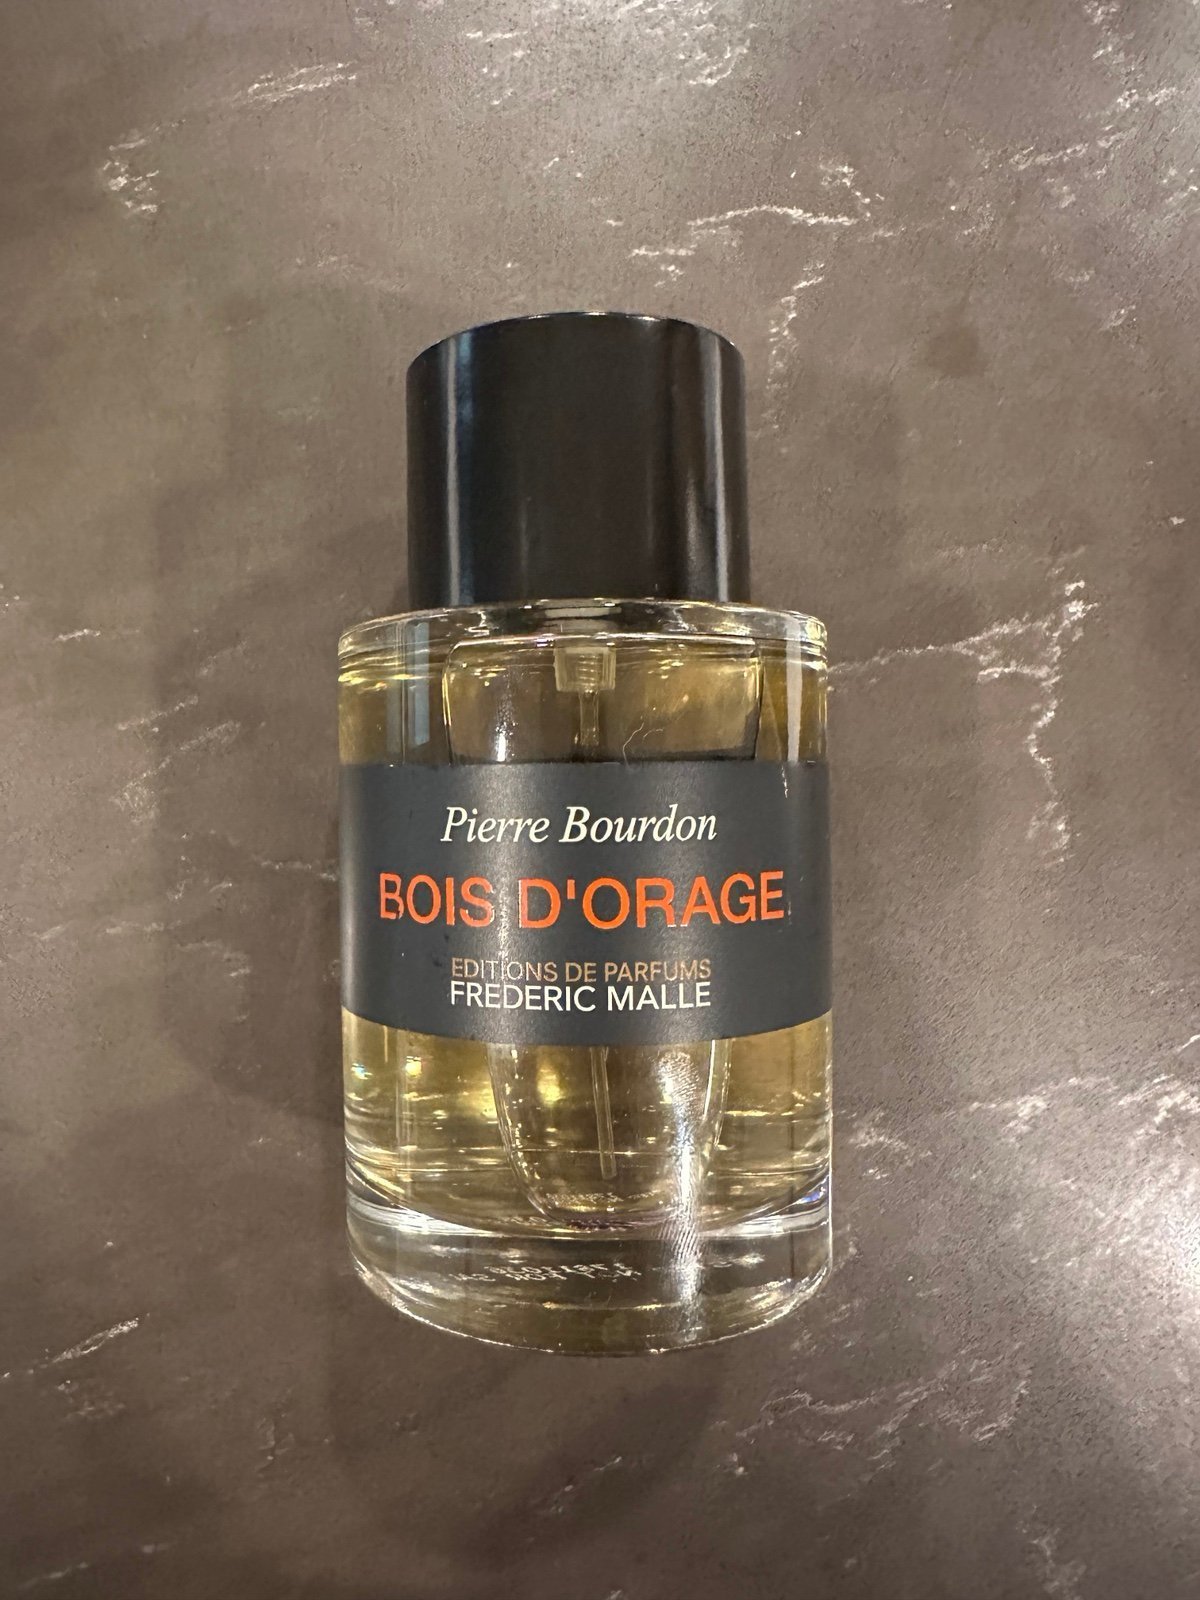 Pierre Bourdon
BOIS D'ORAGE
EDITIONS DE PARFUMS
FREDERIC MALLE